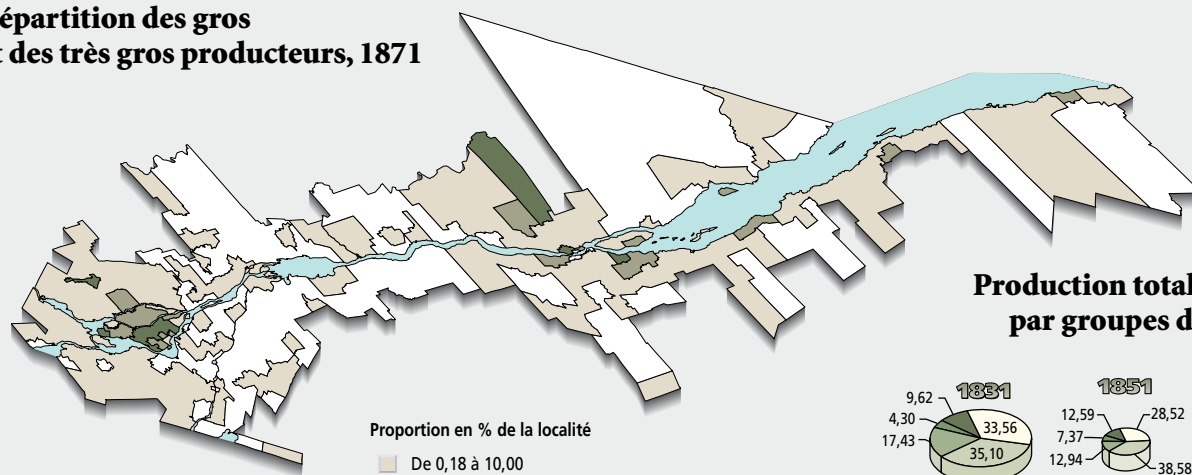 épartition des gros
t des très gros producteurs, 1871
Production total
par groupes d
Proportion en % de la localité
De 0,18 à 10,00
1831
9,62
4,30
17,43
33,56
35,10
1851
12,59
7,37
12,94
28,52
38,58